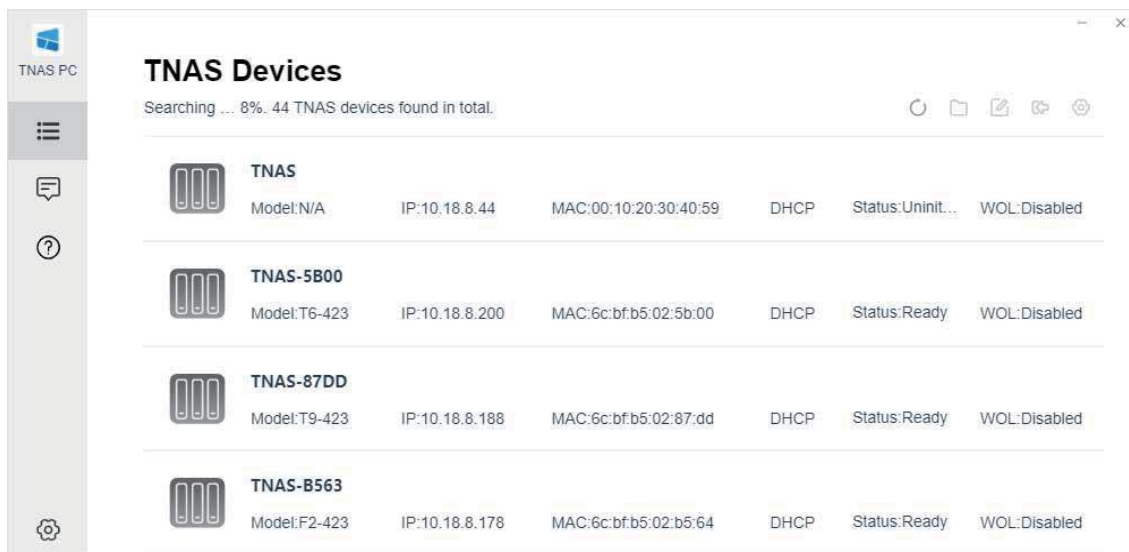 TNAS PC
TNAS Devices
Searching ... 8%. 44 TNAS devices found in total.
TNAS
Model:N/A IP:10.18.8.44 MAC:00:10:20:30:40:59 DHCP Status:Uninit... WOL:Disabled
TNAS-5B00
Model:T6-423 IP:10.18.8.200 MAC:6c:bf:b5:02:5b:00 DHCP Status:Ready WOL:Disabled
TNAS-87DD
Model:T9-423 IP:10.18.8.188 MAC:6c:bf:b5:02:87:dd DHCP Status:Ready WOL:Disabled
TNAS-B563
Model:F2-423 IP:10.18.8.178 MAC:6c:bf:b5:02:b5:64 DHCP Status:Ready WOL:Disabled